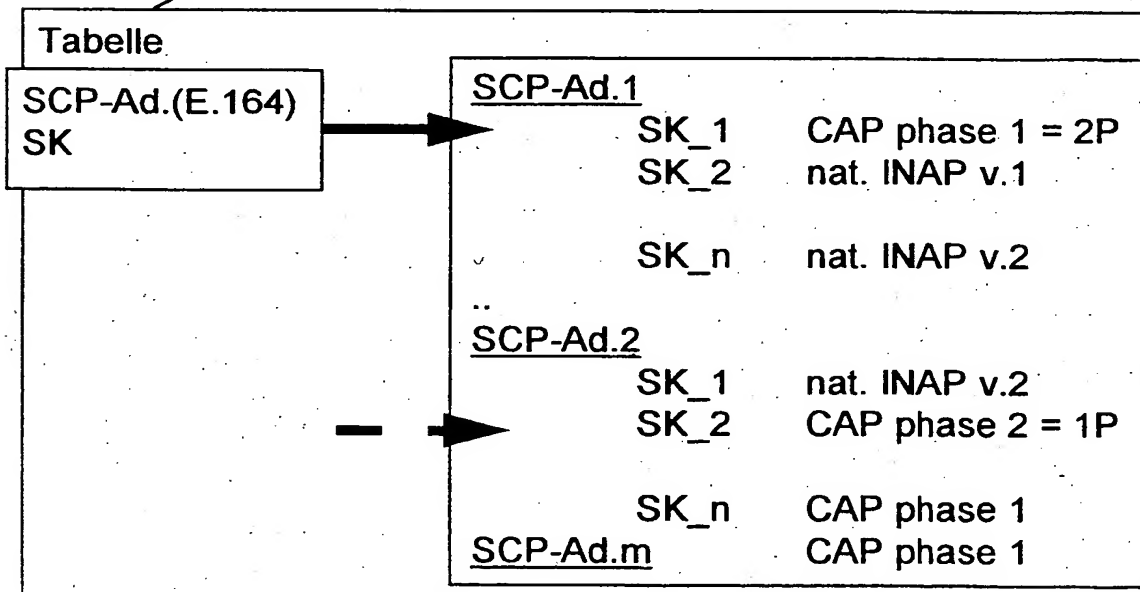 Tabelle
SCP-Ad.(E.164)
SK
SCP-Ad.1
SK_1 CAP phase 1 = 2P
SK_2 nat. INAP v.1
SK_n nat. INAP v.2
..
SCP-Ad.2
SK_1 nat. INAP v.2
SK_2 CAP phase 2 = 1P
SK_n CAP phase 1
SCP-Ad.m CAP phase 1